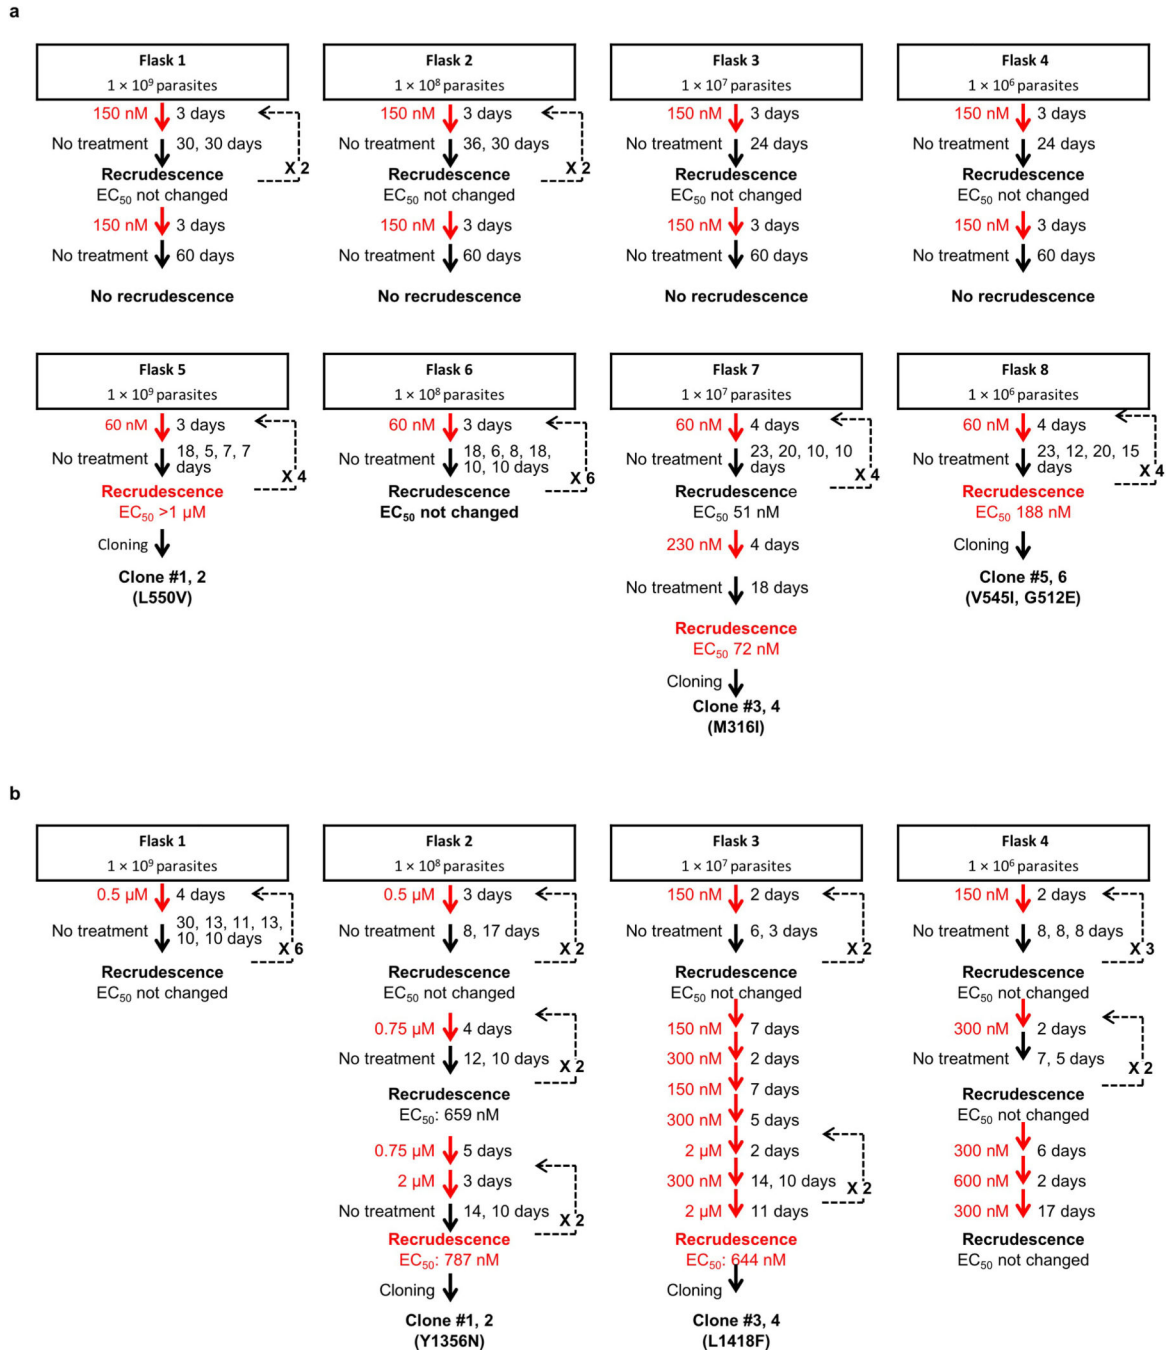 a
Flask 1
1 × 10⁹ parasites
150 nM 3 days
No treatment 30, 30 days
X 2
Recrudescence
EC₅₀ not changed
150 nM 3 days
No treatment 60 days
No recrudescence
Flask 2
1 × 10⁸ parasites
150 nM 3 days
No treatment 36, 30 days
X 2
Recrudescence
EC₅₀ not changed
150 nM 3 days
No treatment 60 days
No recrudescence
Flask 3
1 × 10⁷ parasites
150 nM 3 days
No treatment 24 days
Recrudescence
EC₅₀ not changed
150 nM 3 days
No treatment 60 days
No recrudescence
Flask 4
1 × 10⁶ parasites
150 nM 3 days
No treatment 24 days
Recrudescence
EC₅₀ not changed
150 nM 3 days
No treatment 60 days
No recrudescence
Flask 5
1 × 10⁹ parasites
60 nM 3 days
No treatment 18, 5, 7, 7
days
X 4
Recrudescence
EC₅₀ >1 µM
Cloning
Clone #1, 2
(L550V)
Flask 6
1 × 10⁸ parasites
60 nM 3 days
No treatment 18, 6, 8, 18,
10, 10 days
X 6
Recrudescence
EC₅₀ not changed
Flask 7
1 × 10⁷ parasites
60 nM 4 days
No treatment 23, 20, 10, 10
days
X 4
Recrudescence
EC₅₀ 51 nM
230 nM 4 days
No treatment 18 days
Recrudescence
EC₅₀ 72 nM
Cloning
Clone #3, 4
(M316I)
Flask 8
1 × 10⁶ parasites
60 nM 4 days
No treatment 23, 12, 20, 15
days
X 4
Recrudescence
EC₅₀ 188 nM
Cloning
Clone #5, 6
(V545I, G512E)
b
Flask 1
1 × 10⁹ parasites
0.5 µM 4 days
No treatment 30, 13, 11, 13,
10, 10 days
X 6
Recrudescence
EC₅₀ not changed
Flask 2
1 × 10⁸ parasites
0.5 µM 3 days
No treatment 8, 17 days
X 2
Recrudescence
EC₅₀ not changed
0.75 µM 4 days
No treatment 12, 10 days
X 2
Recrudescence
EC₅₀: 659 nM
0.75 µM 5 days
2 µM 3 days
No treatment 14, 10 days
X 2
Recrudescence
EC₅₀: 787 nM
Cloning
Clone #1, 2
(Y1356N)
Flask 3
1 × 10⁷ parasites
150 nM 2 days
No treatment 6, 3 days
X 2
Recrudescence
EC₅₀ not changed
150 nM 7 days
300 nM 2 days
150 nM 7 days
300 nM 5 days
2 µM 2 days
300 nM 14, 10 days
X 2
2 µM 11 days
Recrudescence
EC₅₀: 644 nM
Cloning
Clone #3, 4
(L1418F)
Flask 4
1 × 10⁶ parasites
150 nM 2 days
No treatment 8, 8, 8 days
X 3
Recrudescence
EC₅₀ not changed
300 nM 2 days
No treatment 7, 5 days
X 2
Recrudescence
EC₅₀ not changed
300 nM 6 days
600 nM 2 days
300 nM 17 days
Recrudescence
EC₅₀ not changed